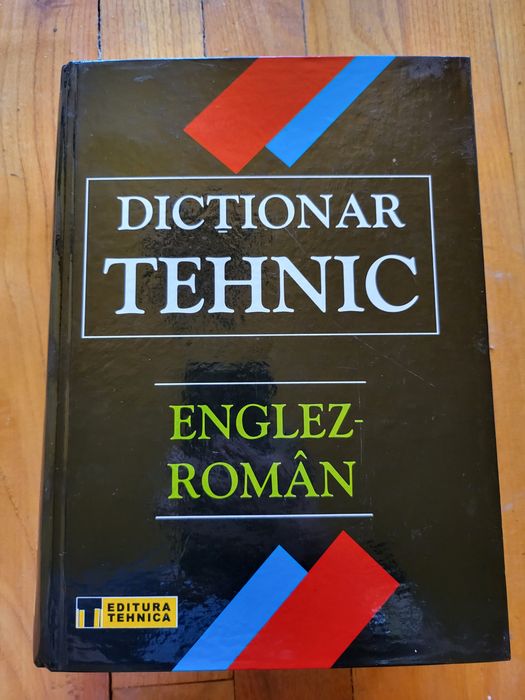 DICȚIONAR
TEHNIC
ENGLEZ-
ROMÂN
EDITURA
TEHNICA